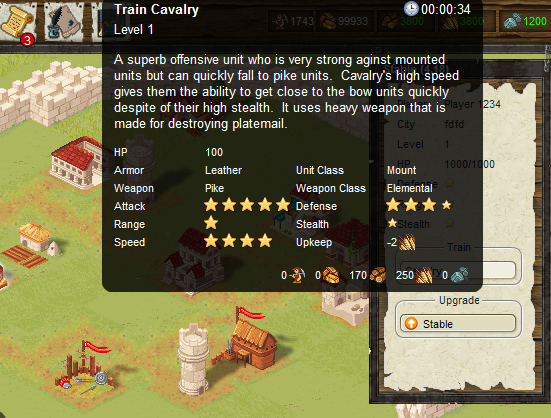 Train Cavalry
00:00:34
Level 1
1743 99933 3800 3800 1200
3
A superb offensive unit who is very strong aginst mounted
units but can quickly fall to pike units. Cavalry's high speed
gives them the ability to get close to the bow units quickly
despite of their high stealth. It uses heavy weapon that is
made for destroying platemail.
HP 100
Armor Leather Unit Class Mount
Weapon Pike Weapon Class Elemental
Attack Defense
Range Stealth
Speed Upkeep -2
0 0 170 250 0
Player 1234
City fdfd
Level 1
HP 1000/1000
Stealth
Train
Upgrade
Stable